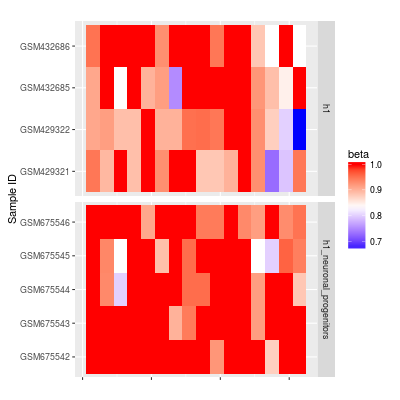 GSM432686
GSM432685
GSM429322
GSM429321
h1
GSM675546
GSM675545
GSM675544
GSM675543
GSM675542
h1_neuronal_progenitors
Sample ID
beta
1.0
0.9
0.8
0.7